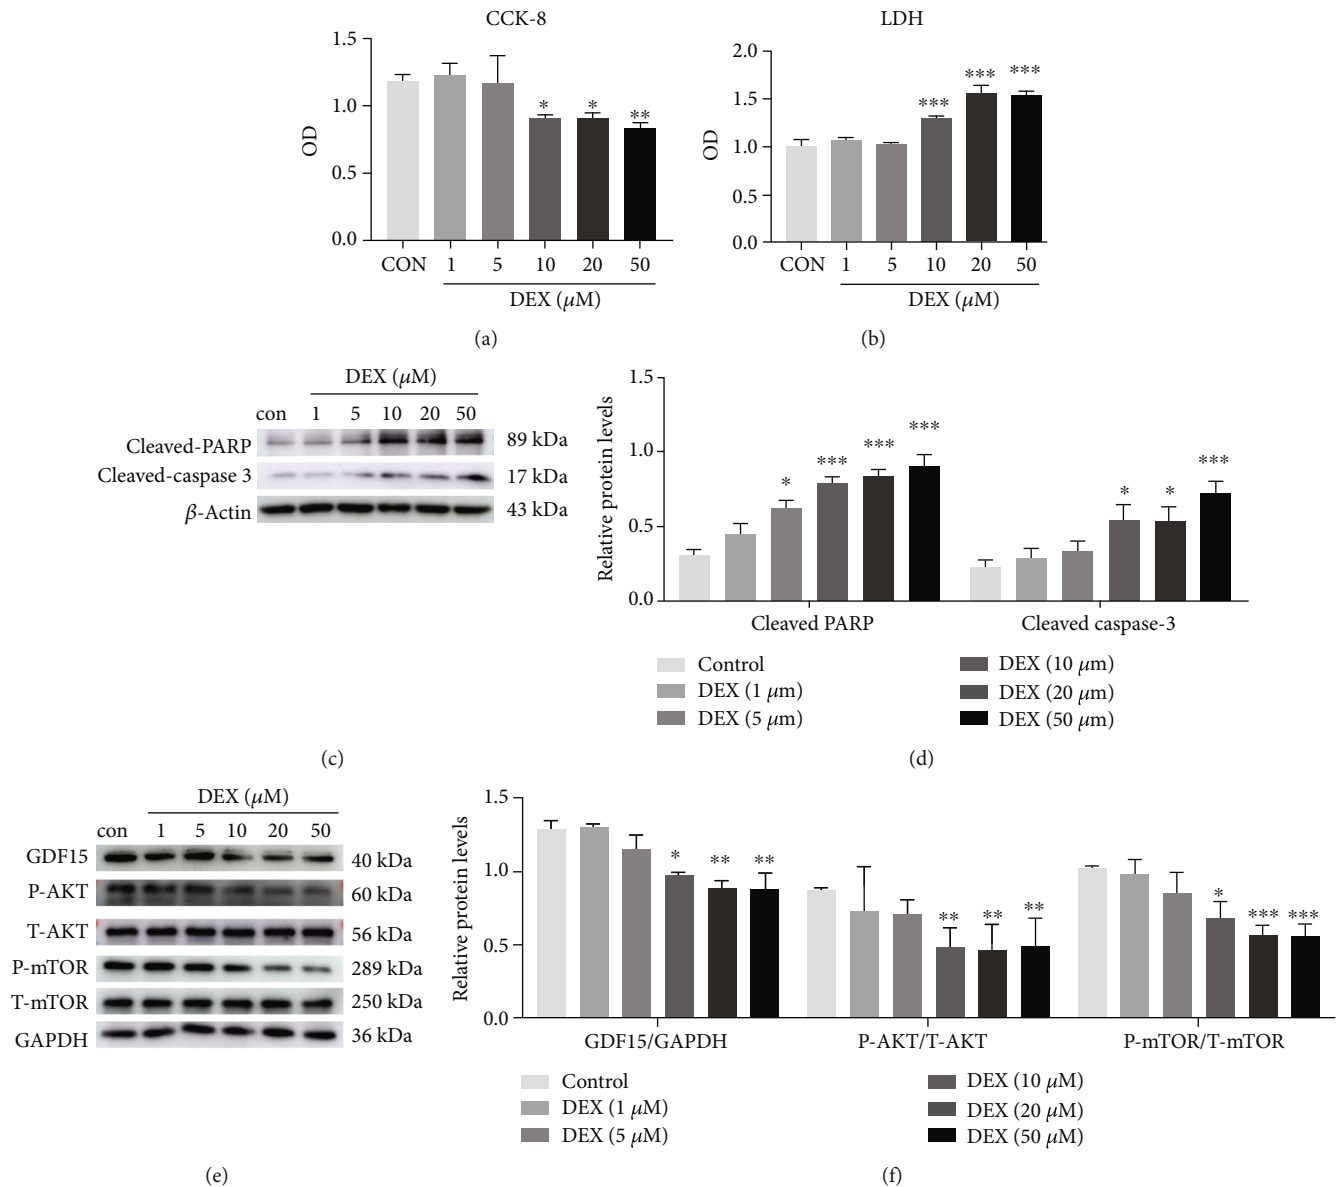 CCK-8
1.5
1.0
0.5
0.0
OD
*
*
**
CON 1 5 10 20 50
DEX (μM)
(a)
LDH
2.0
1.5
1.0
0.5
0.0
OD
***
***
***
CON 1 5 10 20 50
DEX (μM)
(b)
DEX (μM)
con 1 5 10 20 50
Cleaved-PARP 89 kDa
Cleaved-caspase 3 17 kDa
β-Actin 43 kDa
(c)
1.5
1.0
0.5
0.0
Relative protein levels
*
***
***
***
*
*
***
Cleaved PARP Cleaved caspase-3
Control
DEX (1 μm)
DEX (5 μm)
DEX (10 μm)
DEX (20 μm)
DEX (50 μm)
(d)
DEX (μM)
con 1 5 10 20 50
GDF15 40 kDa
P-AKT 60 kDa
T-AKT 56 kDa
P-mTOR 289 kDa
T-mTOR 250 kDa
GAPDH 36 kDa
(e)
1.5
1.0
0.5
0.0
Relative protein levels
*
**
**
**
**
**
*
***
***
GDF15/GAPDH P-AKT/T-AKT P-mTOR/T-mTOR
Control
DEX (1 μM)
DEX (5 μM)
DEX (10 μM)
DEX (20 μM)
DEX (50 μM)
(f)